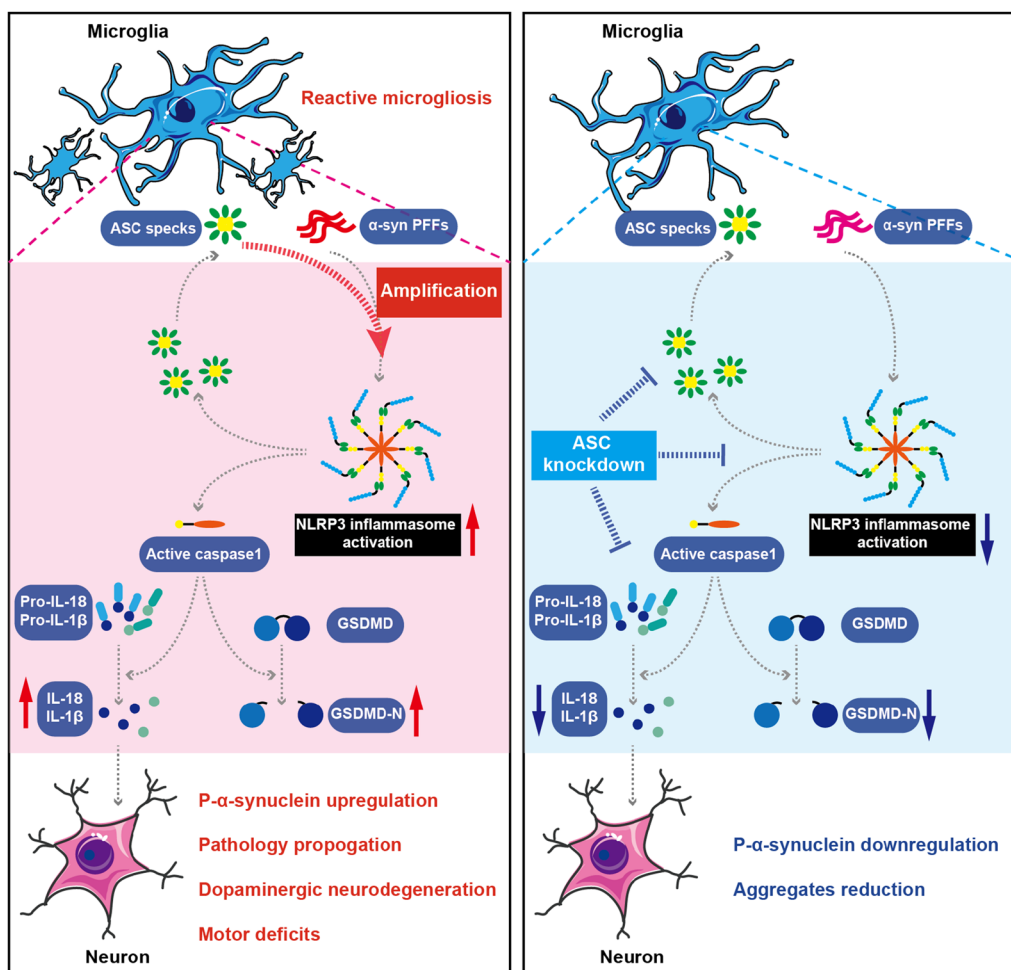 Microglia
Reactive microgliosis
ASC specks
α-syn PFFs
Amplification
NLRP3 inflammasome
activation
Active caspase1
Pro-IL-18
Pro-IL-1β
GSDMD
IL-18
IL-1β
GSDMD-N
P-α-synuclein upregulation
Pathology propogation
Dopaminergic neurodegeneration
Motor deficits
Neuron
Microglia
ASC specks
α-syn PFFs
ASC
knockdown
NLRP3 inflammasome
activation
Active caspase1
Pro-IL-18
Pro-IL-1β
GSDMD
IL-18
IL-1β
GSDMD-N
P-α-synuclein downregulation
Aggregates reduction
Neuron